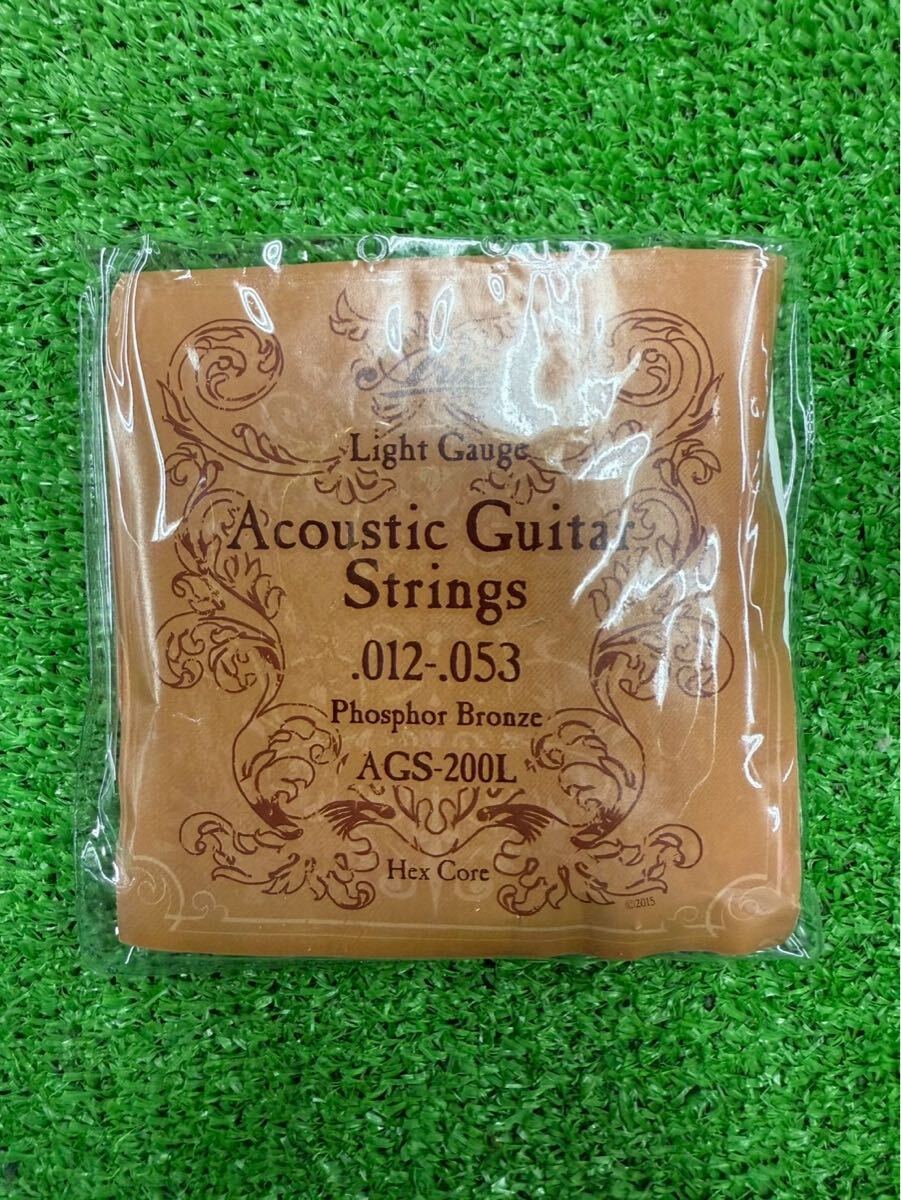 Light Gauge
Acoustic Guitar
Strings
.012-.053
Phosphor Bronze
AGS-200L
Hex Core
©2015